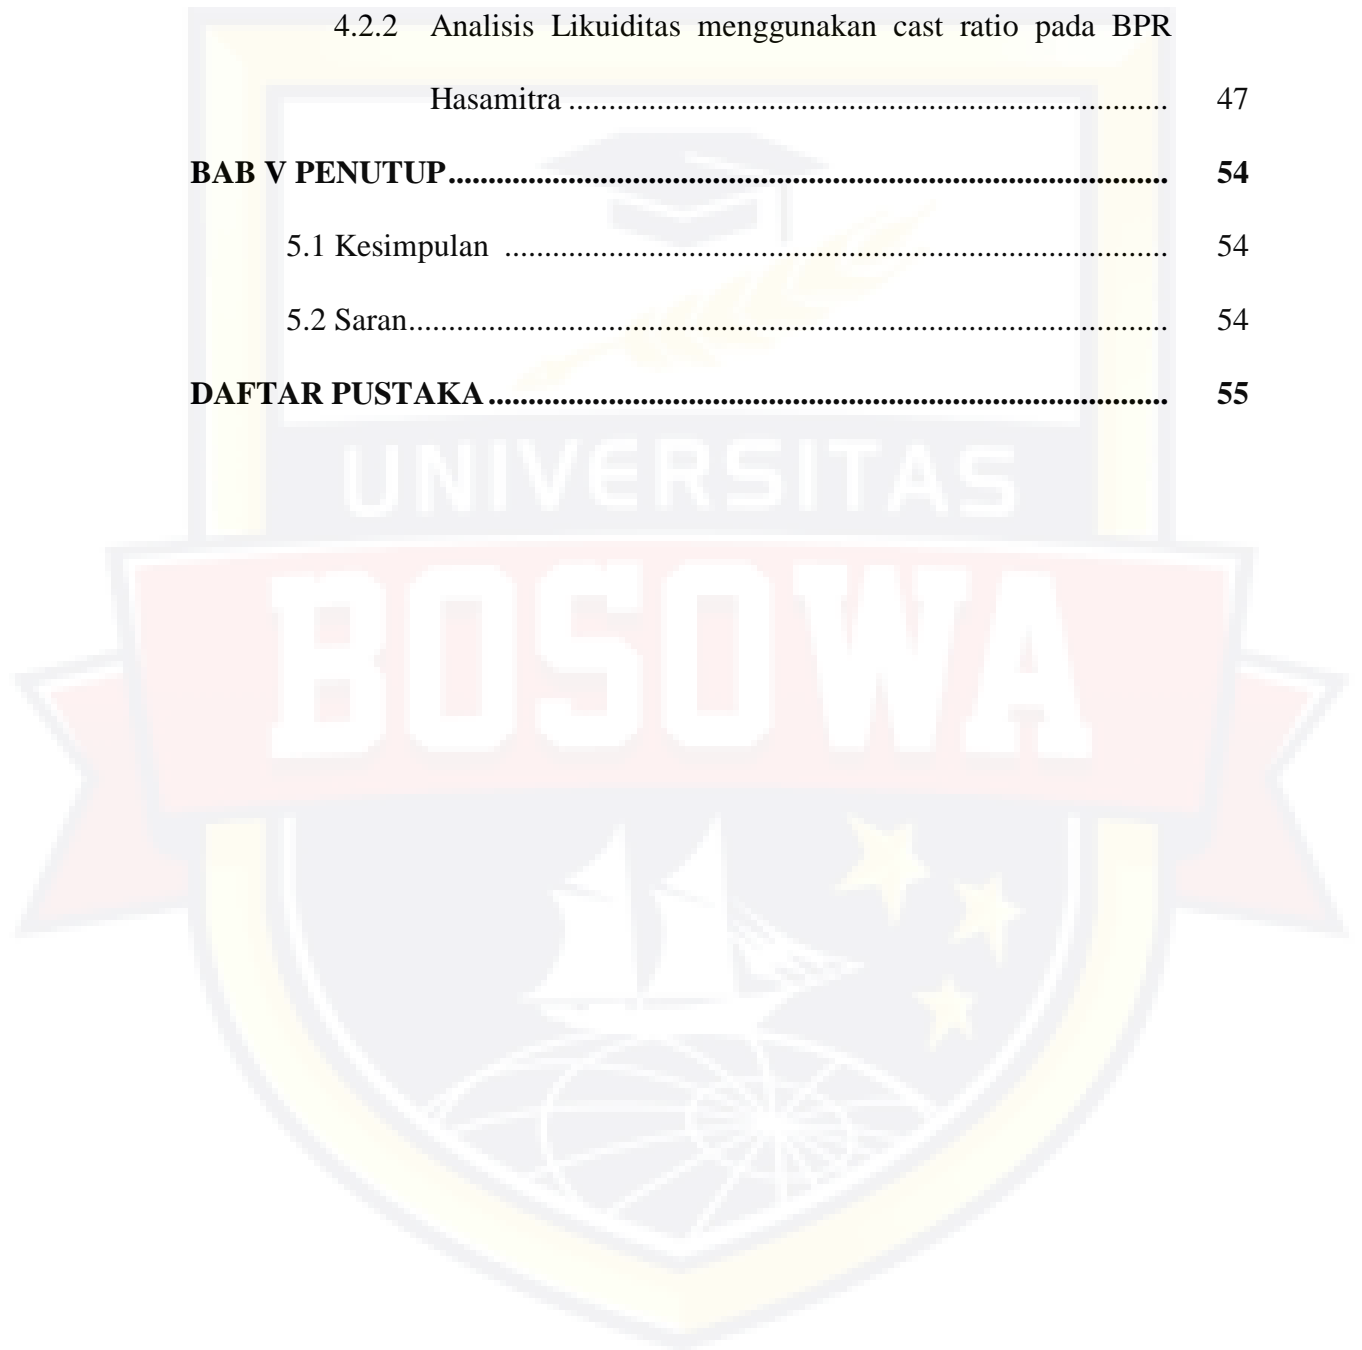 4.2.2 Analisis Likuiditas menggunakan cast ratio pada BPR
Hasamitra .......................................................................... 47
BAB V PENUTUP......................................................................................... 54
5.1 Kesimpulan .................................................................................. 54
5.2 Saran.............................................................................................. 54
DAFTAR PUSTAKA.................................................................................... 55
UNIVERSITAS
BOSOWA